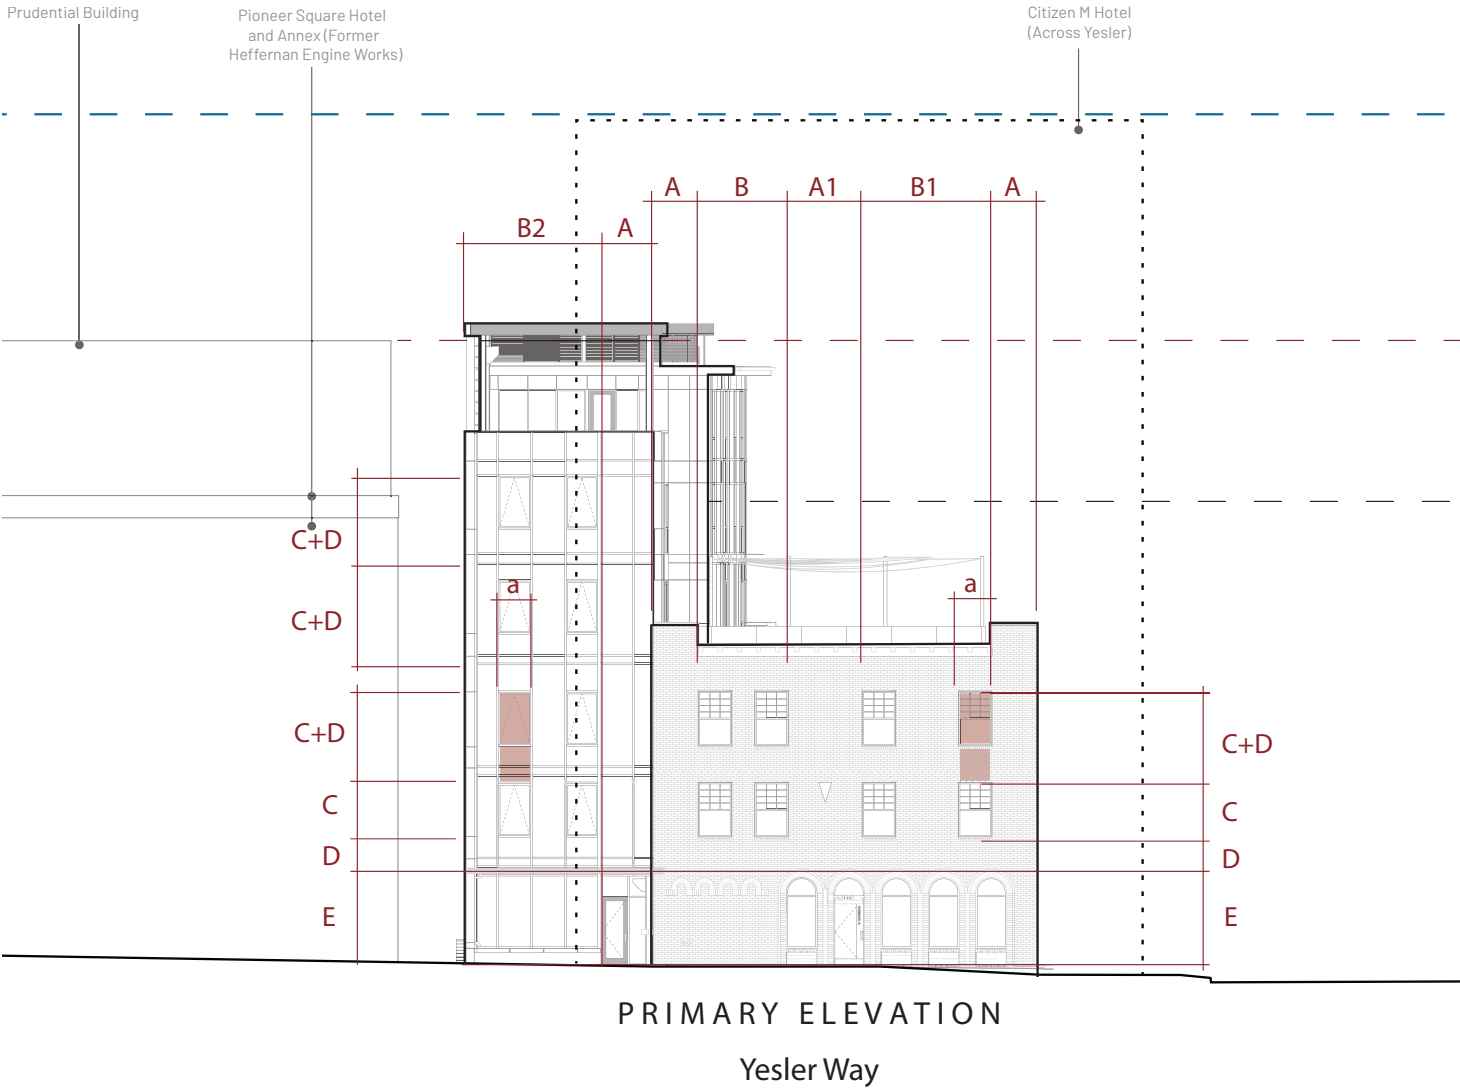 Prudential Building
Pioneer Square Hotel
and Annex (Former
Heffernan Engine Works)
Citizen M Hotel
(Across Yesler)
A
B
A1
B1
A
B2
A
C+D
C+D
C+D
C
D
E
a
a
C+D
C
D
E
PRIMARY ELEVATION
Yesler Way